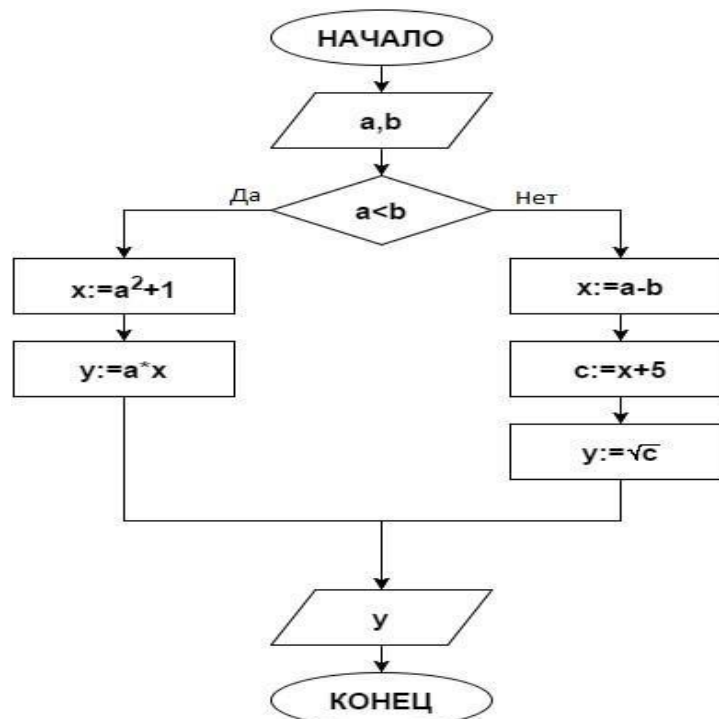 НАЧАЛО
a,b
a<b
Да
Нет
x:=a²+1
y:=a*x
x:=a-b
c:=x+5
y:=√c
y
КОНЕЦ